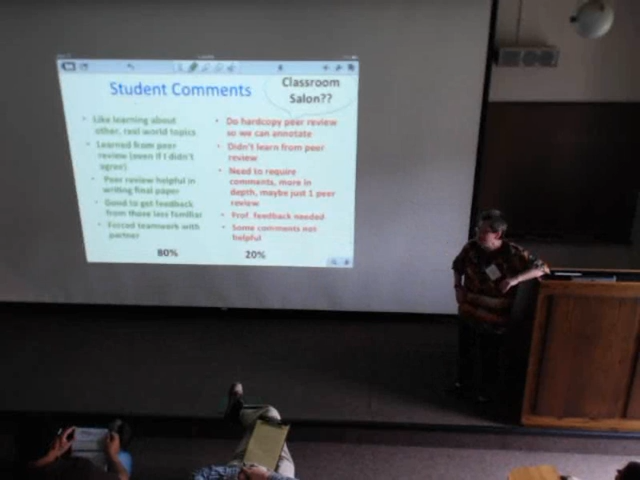 Student Comments
Classroom
Salon??
• Like learning about
other, real world topics
• Learned from peer
review (even if I didn't
agree)
• Peer review helpful in
writing final paper
• Good to get feedback
from those less familiar
• Forced teamwork with
partner
80%
• Do hardcopy peer review
so we can annotate
• Didn't learn from peer
review
• Need to require
comments, more in
depth, maybe just 1 peer
review
• Prof. feedback needed
• Some comments not
helpful
20%